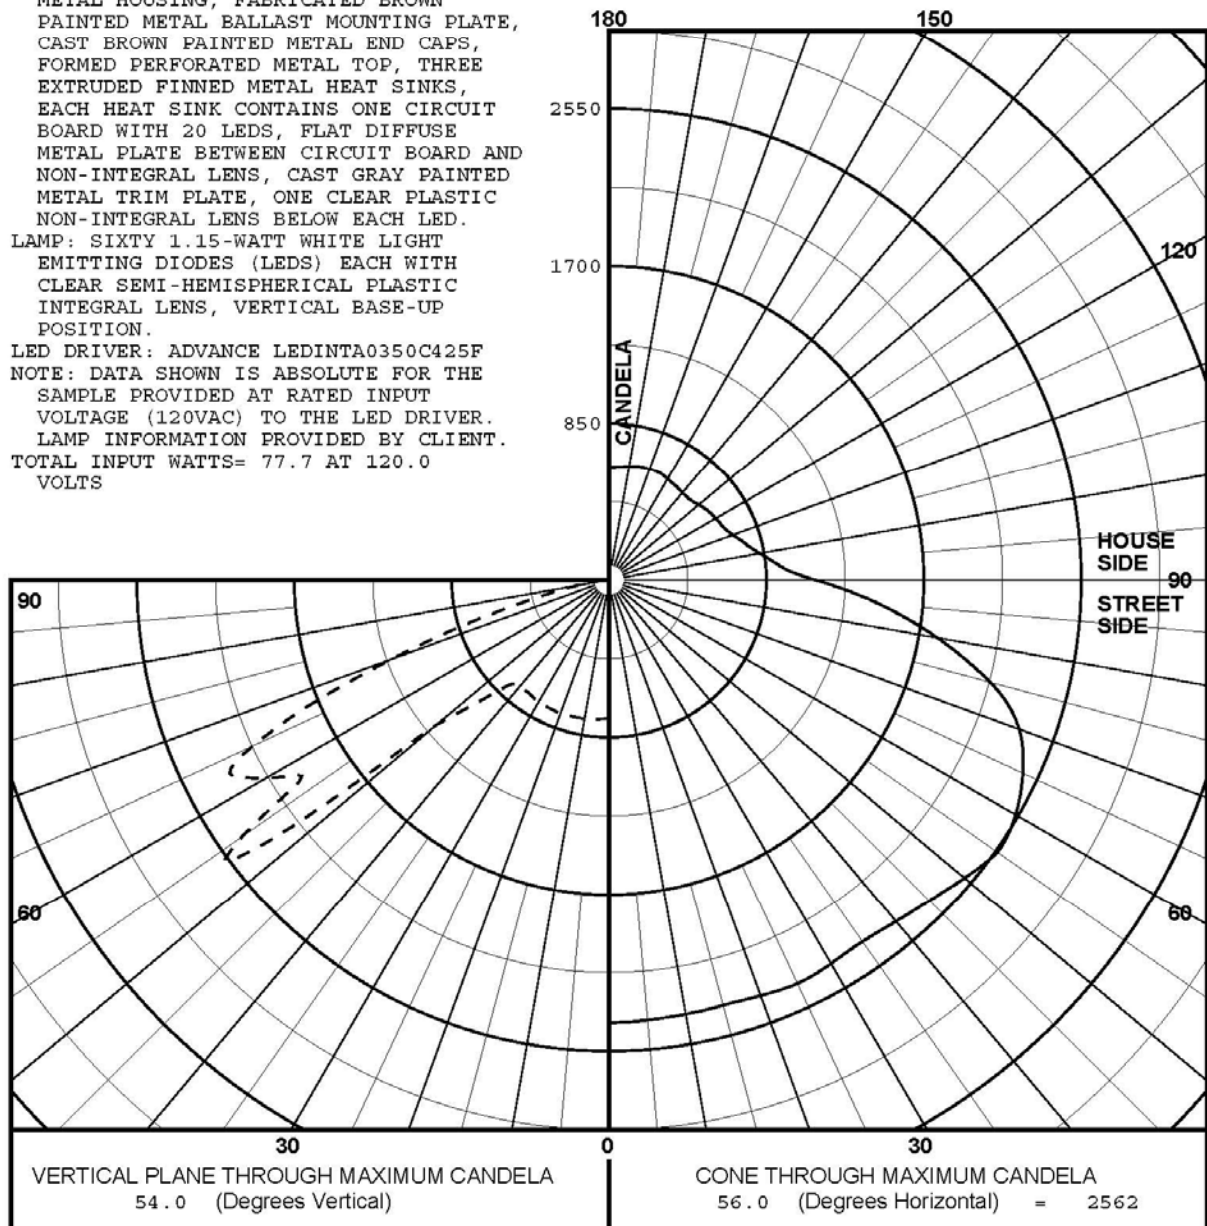 METAL HOUSING, FABRICATED BROWN
PAINTED METAL BALLAST MOUNTING PLATE,
CAST BROWN PAINTED METAL END CAPS,
FORMED PERFORATED METAL TOP, THREE
EXTRUDED FINNED METAL HEAT SINKS,
EACH HEAT SINK CONTAINS ONE CIRCUIT
BOARD WITH 20 LEDS, FLAT DIFFUSE
METAL PLATE BETWEEN CIRCUIT BOARD AND
NON-INTEGRAL LENS, CAST GRAY PAINTED
METAL TRIM PLATE, ONE CLEAR PLASTIC
NON-INTEGRAL LENS BELOW EACH LED.
LAMP: SIXTY 1.15-WATT WHITE LIGHT
EMITTING DIODES (LEDS) EACH WITH
CLEAR SEMI-HEMISPHERICAL PLASTIC
INTEGRAL LENS, VERTICAL BASE-UP
POSITION.
LED DRIVER: ADVANCE LEDINTA0350C425F
NOTE: DATA SHOWN IS ABSOLUTE FOR THE
SAMPLE PROVIDED AT RATED INPUT
VOLTAGE (120VAC) TO THE LED DRIVER.
LAMP INFORMATION PROVIDED BY CLIENT.
TOTAL INPUT WATTS= 77.7 AT 120.0
VOLTS
180
150
2550
1700
850
CANDELA
120
HOUSE
SIDE
90
STREET
SIDE
60
90
60
30
0
30
VERTICAL PLANE THROUGH MAXIMUM CANDELA
54.0 (Degrees Vertical)
CONE THROUGH MAXIMUM CANDELA
56.0 (Degrees Horizontal) = 2562